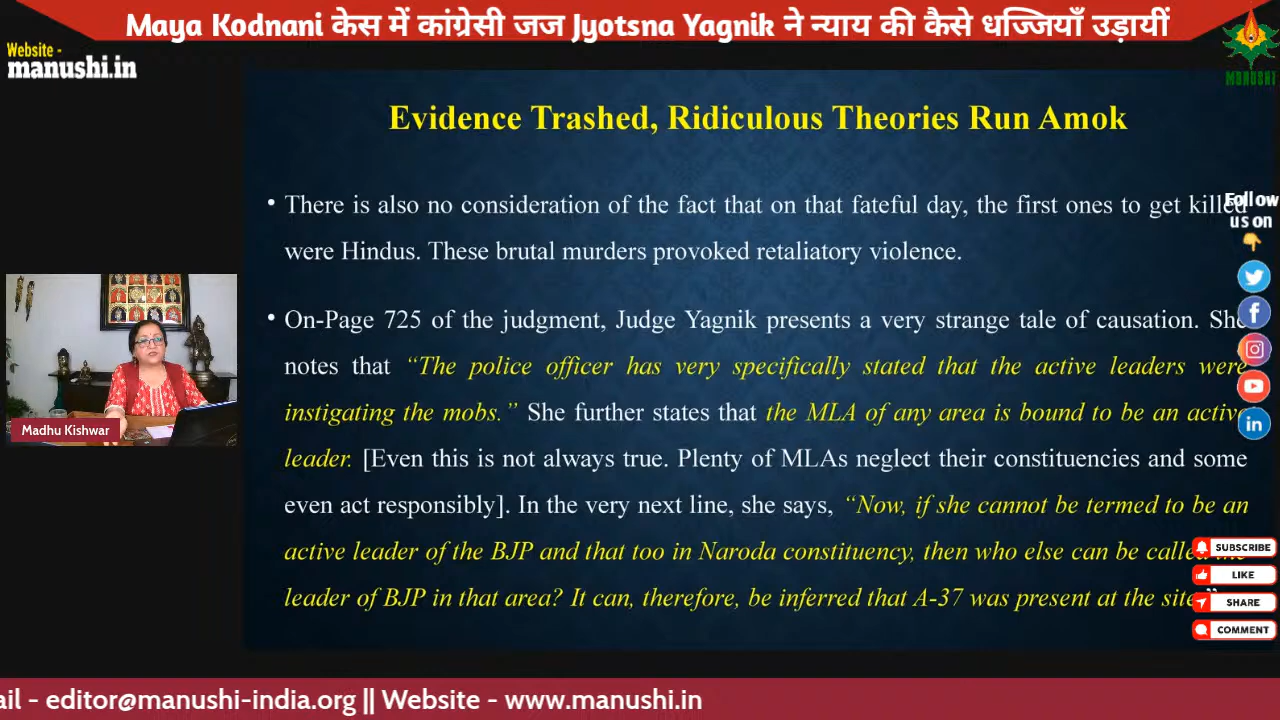 Maya Kodnani केस में कांग्रेसी जज Jyotsna Yagnik ने न्याय की कैसे धज्जियाँ उड़ायीं
Website -
manushi.in
MANUSHI
Evidence Trashed, Ridiculous Theories Run Amok
• There is also no consideration of the fact that on that fateful day, the first ones to get killed
were Hindus. These brutal murders provoked retaliatory violence.
• On-Page 725 of the judgment, Judge Yagnik presents a very strange tale of causation. She
notes that “The police officer has very specifically stated that the active leaders were
instigating the mobs.” She further states that the MLA of any area is bound to be an active
leader. [Even this is not always true. Plenty of MLAs neglect their constituencies and some
even act responsibly]. In the very next line, she says, “Now, if she cannot be termed to be an
active leader of the BJP and that too in Naroda constituency, then who else can be called the
leader of BJP in that area? It can, therefore, be inferred that A-37 was present at the site.”
Follow
us on
Madhu Kishwar
SUBSCRIBE
LIKE
SHARE
COMMENT
ail - editor@manushi-india.org || Website - www.manushi.in